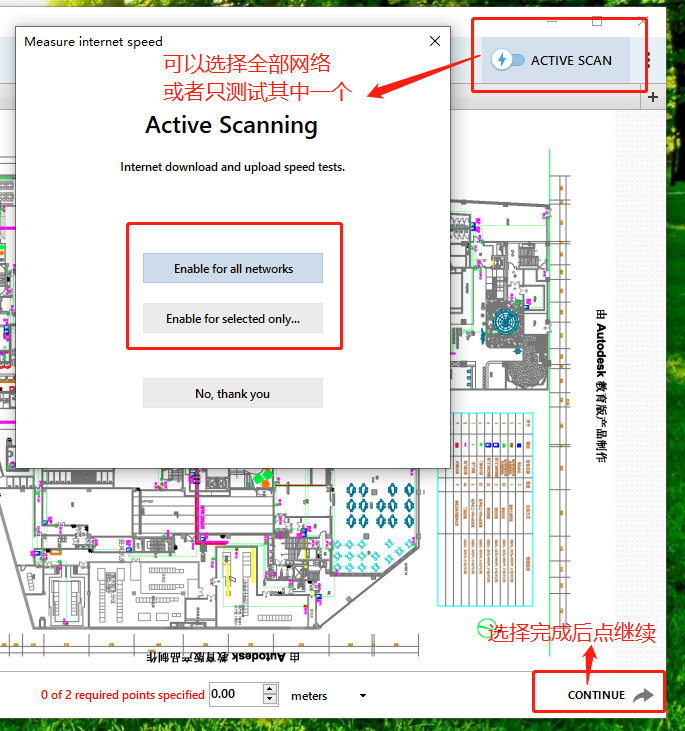 Measure internet speed
可以选择全部网络
或者只测试其中一个
ACTIVE SCAN
Active Scanning
Internet download and upload speed tests.
Enable for all networks
Enable for selected only...
No, thank you
由 Autodesk 教育版产品制作
由 Autodesk 教育版产品制作
选择完成后点继续
0 of 2 required points specified
0.00
meters
CONTINUE